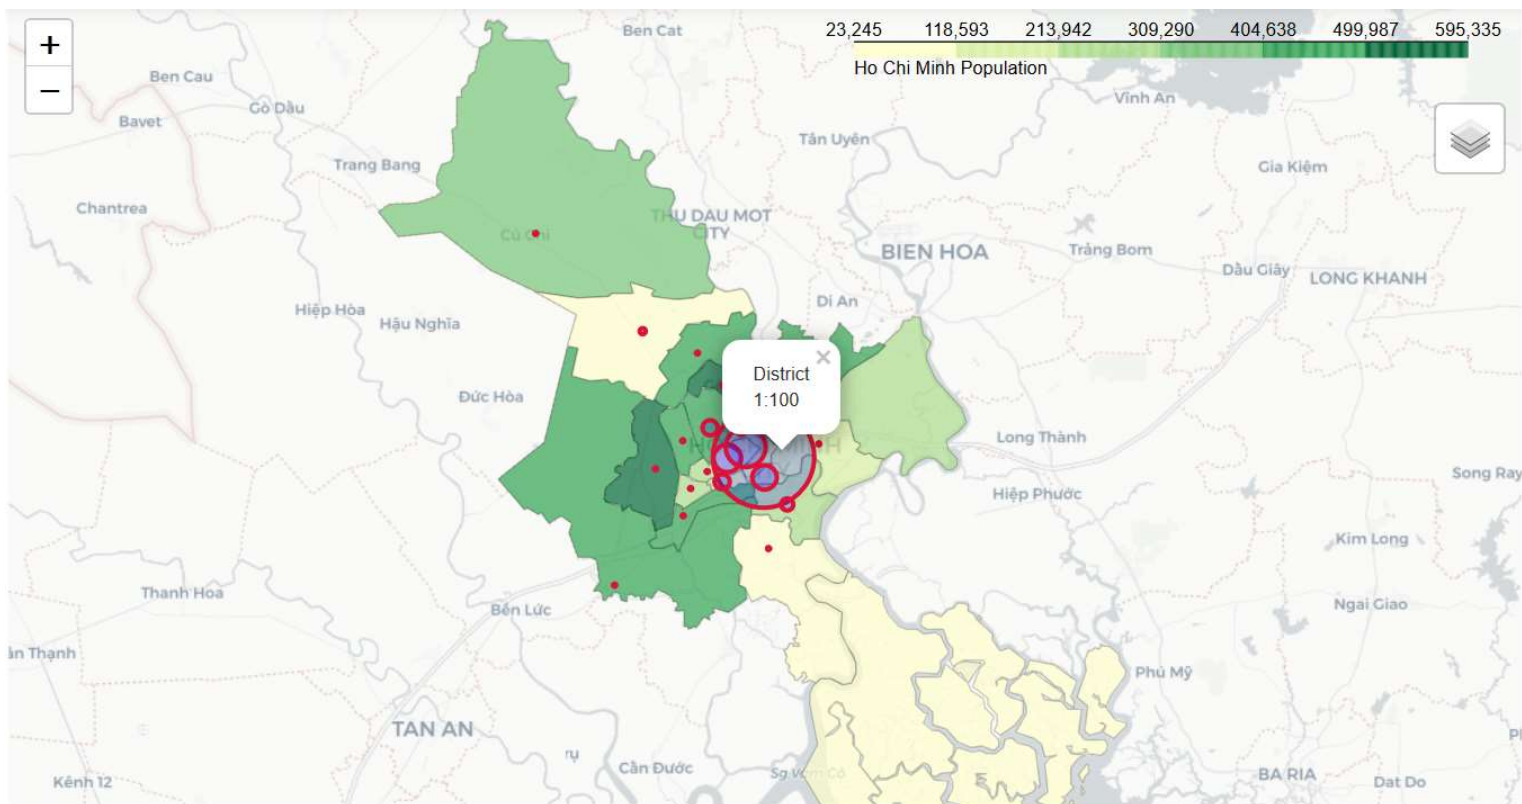 +
−
23,245 118,593 213,942 309,290 404,638 499,987 595,335
Ho Chi Minh Population
Ben Cat
Ben Cau
Gò Dầu
Bavet
Vĩnh An
Tân Uyên
Trang Bang
Gia Kiệm
Chantrea
THU DAU MOT
CITY
Củ Chi
BIEN HOA
Trảng Bom
Dầu Giây
LONG KHANH
Hiệp Hòa
Hậu Nghĩa
Dĩ An
District
1:100
×
Đức Hòa
Long Thành
Song Ray
Hiệp Phước
Kim Long
Thanh Hoa
Bến Lức
Ngai Giao
Thạnh
Phú Mỹ
TAN AN
Cần Đước
Kênh 12
BA RIA
Dat Do